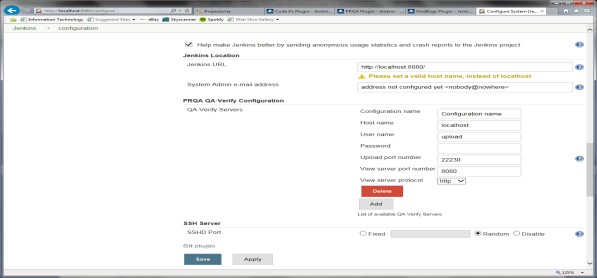 http://localhost:8080/configure
Projectoria
Code Dx Plugin - Jenkin...
PRQA Plugin - Jenkins - ...
FindBugs Plugin - Jenkin...
Configure System [Je...
Information Technology
Suggested Sites
eBay
Skyscanner
Spotify
Web Slice Gallery
Jenkins
configuration
Help make Jenkins better by sending anonymous usage statistics and crash reports to the Jenkins project
Jenkins Location
Jenkins URL
http://localhost:8080/
Please set a valid host name, instead of localhost
System Admin e-mail address
address not configured yet <nobody@nowhere>
PRQA QA-Verify Configuration
QA Verify Servers
Configuration name
Configuration name
Host name
localhost
User name
upload
Password
Upload port number
22230
View server port number
8080
View server protocol
http
Delete
Add
List of available QA Verify Servers
SSH Server
SSHD Port
Fixed
Random
Disable
Git plugin
Save
Apply
125%